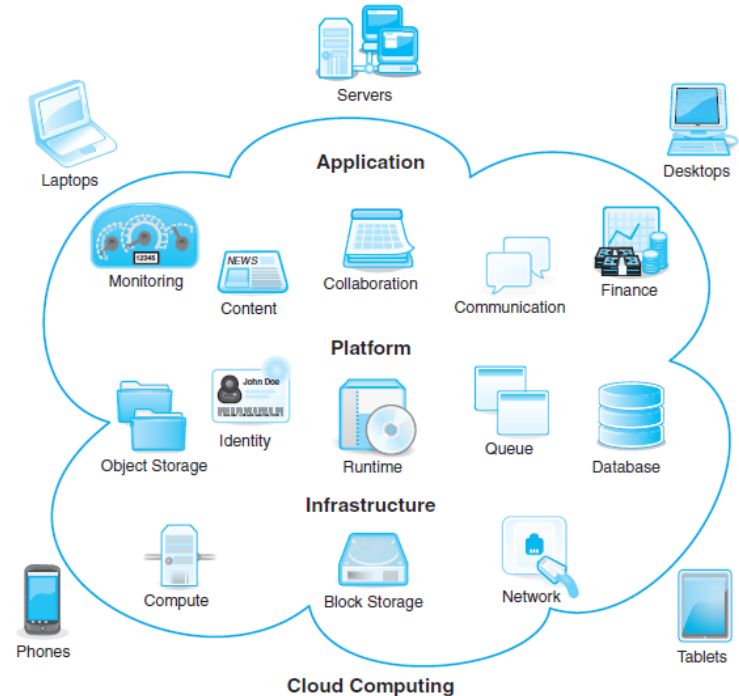 Servers
Laptops
Desktops
Application
12345
Monitoring
NEWS
Content
Collaboration
Communication
Finance
Platform
Object Storage
John Doe
Identity
Runtime
Queue
Database
Infrastructure
Compute
Block Storage
Network
Phones
Tablets
Cloud Computing